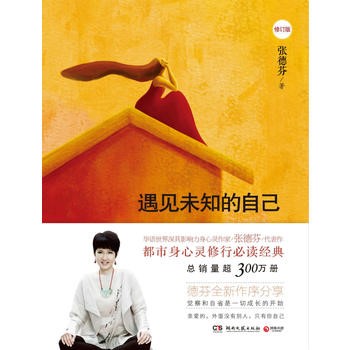 修订版
张德芬
著
遇见未知的自己
华语世界深具影响力身心灵作家/张德芬/代表作
都市身心灵修行必读经典
总销量超300万册
德芬全新作序分享
觉察和自省是一切成长的开始
亲爱的，外面没有别人，只有你自己
湖南文艺出版社